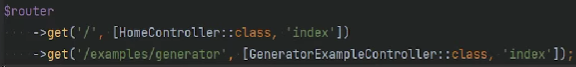 $router
->get('/', [HomeController::class, 'index'])
->get('/examples/generator', [GeneratorExampleController::class, 'index']);